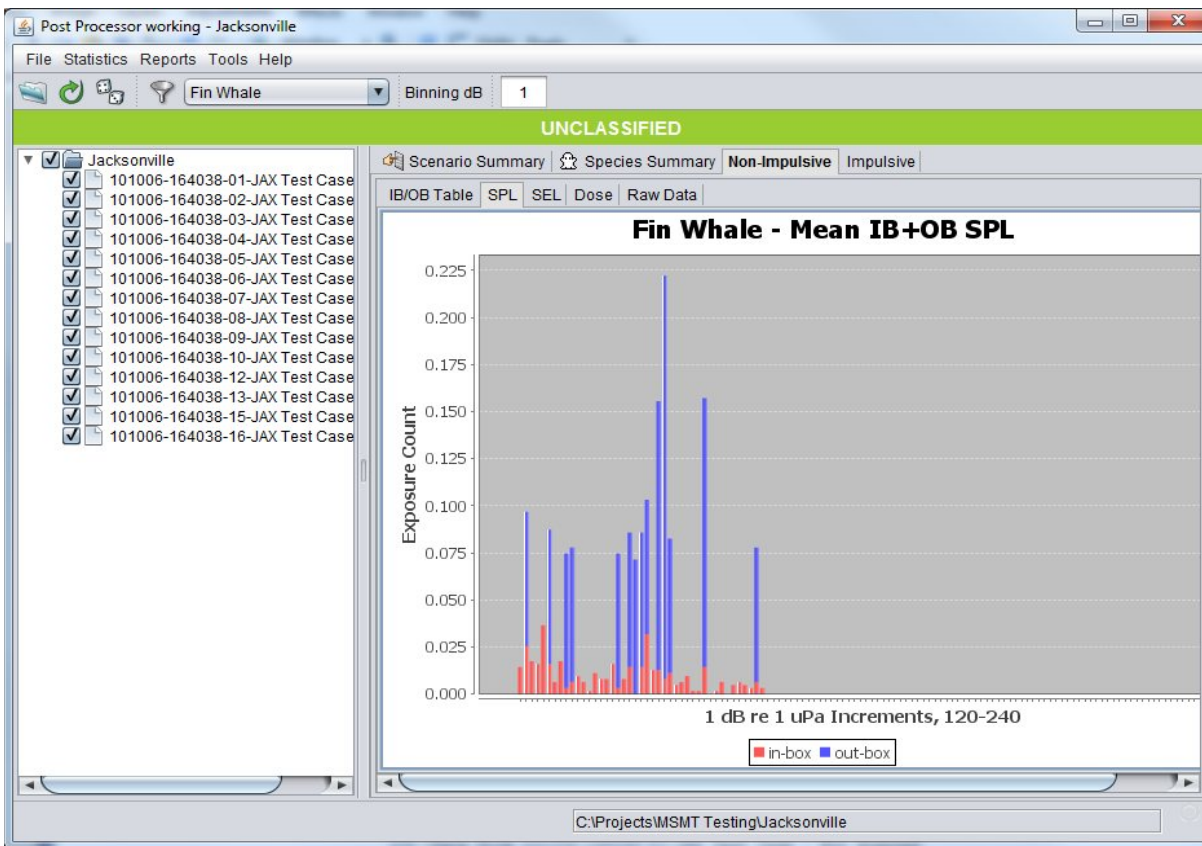 Post Processor working - Jacksonville
File Statistics Reports Tools Help
Fin Whale Binning dB 1
UNCLASSIFIED
Jacksonville
101006-164038-01-JAX Test Case
101006-164038-02-JAX Test Case
101006-164038-03-JAX Test Case
101006-164038-04-JAX Test Case
101006-164038-05-JAX Test Case
101006-164038-06-JAX Test Case
101006-164038-07-JAX Test Case
101006-164038-08-JAX Test Case
101006-164038-09-JAX Test Case
101006-164038-10-JAX Test Case
101006-164038-12-JAX Test Case
101006-164038-13-JAX Test Case
101006-164038-15-JAX Test Case
101006-164038-16-JAX Test Case
Scenario Summary Species Summary Non-Impulsive Impulsive
IB/OB Table SPL SEL Dose Raw Data
Fin Whale - Mean IB+OB SPL
Exposure Count
0.225
0.200
0.175
0.150
0.125
0.100
0.075
0.050
0.025
0.000
1 dB re 1 uPa Increments, 120-240
in-box out-box
C:\Projects\MSMT Testing\Jacksonville